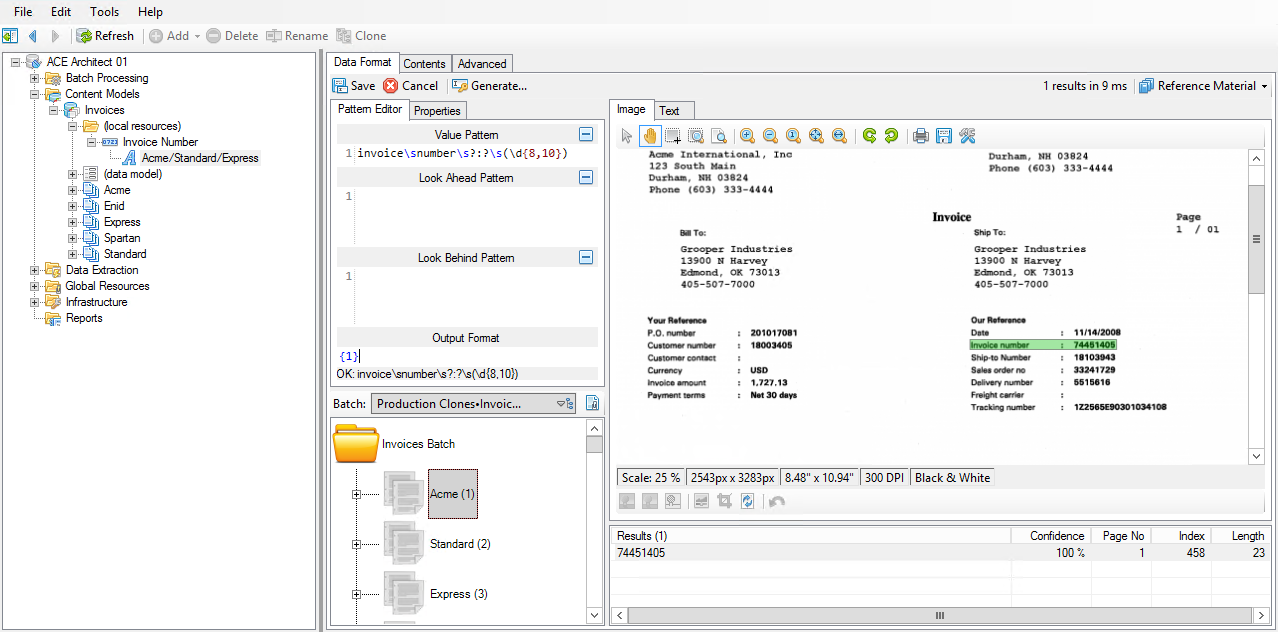 File Edit Tools Help
Refresh Add Delete Rename Clone
ACE Architect 01
Batch Processing
Content Models
Invoices
(local resources)
0723 Invoice Number
Acme/Standard/Express
(data model)
Acme
Enid
Express
Spartan
Standard
Data Extraction
Global Resources
Infrastructure
Reports
Data Format Contents Advanced
Save Cancel Generate... 1 results in 9 ms Reference Material
Pattern Editor Properties
Value Pattern
1 invoice\snumber\s?:?\s(\d{8,10})
Look Ahead Pattern
1
Look Behind Pattern
1
Output Format
{1}
OK: invoice\snumber\s?:?\s(\d{8,10})
Batch: Production Clones•Invoic...
Invoices Batch
Acme (1)
Standard (2)
Express (3)
Image Text
Acme International, Inc
123 South Main
Durham, NH 03824
Phone (603) 333-4444
Durham, NH 03824
Phone (603) 333-4444
Invoice
Page
1 / 01
Bill To:
Grooper Industries
13900 N Harvey
Edmond, OK 73013
405-507-7000
Ship To:
Grooper Industries
13900 N Harvey
Edmond, OK 73013
405-507-7000
Your Reference
P.O. number : 201017081
Customer number : 18003405
Customer contact :
Currency : USD
Invoice amount : 1,727.13
Payment terms : Net 30 days
Our Reference
Date : 11/14/2008
Invoice number : 74451405
Ship-to Number : 18103943
Sales order no : 33241729
Delivery number : 5515616
Freight carrier :
Tracking number : 1Z2565E90301034108
Scale: 25 % 2543px x 3283px 8.48" x 10.94" 300 DPI Black & White
Results (1) Confidence Page No Index Length
74451405 100 % 1 458 23